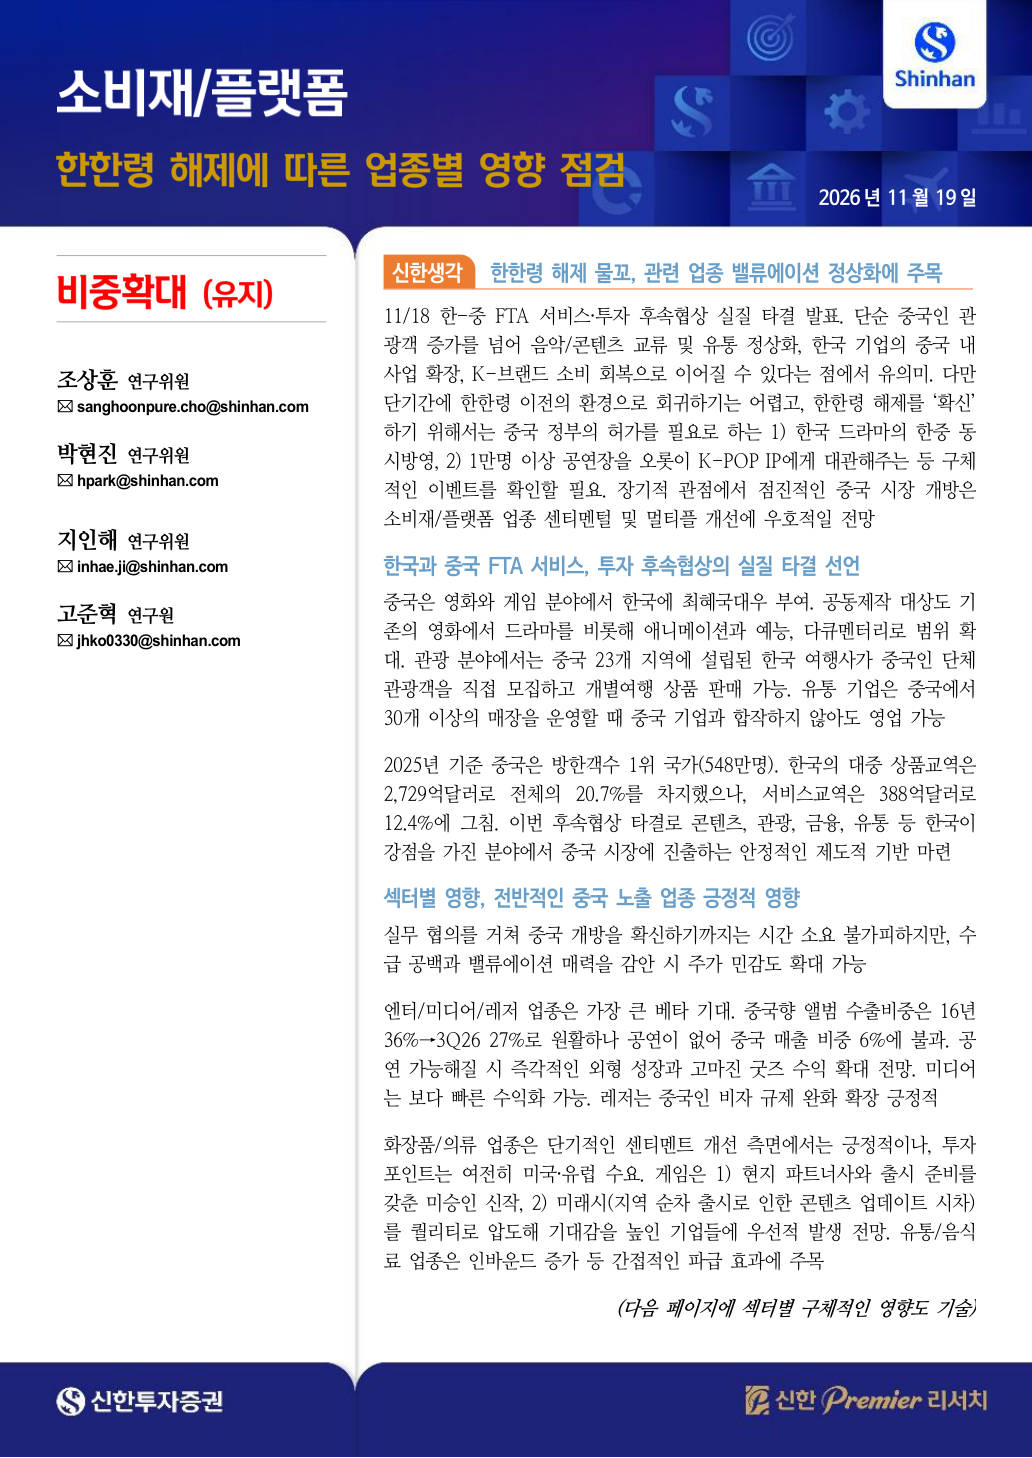 소비재/플랫폼
한한령 해제에 따른 업종별 영향 점검
Shinhan
2026년 11월 19일
비중확대 (유지)
조상훈 연구위원
sanghoonpure.cho@shinhan.com
박현진 연구위원
hpark@shinhan.com
지인해 연구위원
inhae.ji@shinhan.com
고준혁 연구원
jhko0330@shinhan.com
신한생각 한한령 해제 물꼬, 관련 업종 밸류에이션 정상화에 주목
11/18 한-중 FTA 서비스·투자 후속협상 실질 타결 발표. 단순 중국인 관
광객 증가를 넘어 음악/콘텐츠 교류 및 유통 정상화, 한국 기업의 중국 내
사업 확장, K-브랜드 소비 회복으로 이어질 수 있다는 점에서 유의미. 다만
단기간에 한한령 이전의 환경으로 회귀하기는 어렵고, 한한령 해제를 ‘확신’
하기 위해서는 중국 정부의 허가를 필요로 하는 1) 한국 드라마의 한중 동
시방영, 2) 1만명 이상 공연장을 오롯이 K-POP IP에게 대관해주는 등 구체
적인 이벤트를 확인할 필요. 장기적 관점에서 점진적인 중국 시장 개방은
소비재/플랫폼 업종 센티멘털 및 멀티플 개선에 우호적일 전망
한국과 중국 FTA 서비스, 투자 후속협상의 실질 타결 선언
중국은 영화와 게임 분야에서 한국에 최혜국대우 부여. 공동제작 대상도 기
존의 영화에서 드라마를 비롯해 애니메이션과 예능, 다큐멘터리로 범위 확
대. 관광 분야에서는 중국 23개 지역에 설립된 한국 여행사가 중국인 단체
관광객을 직접 모집하고 개별여행 상품 판매 가능. 유통 기업은 중국에서
30개 이상의 매장을 운영할 때 중국 기업과 합작하지 않아도 영업 가능
2025년 기준 중국은 방한객수 1위 국가(548만명). 한국의 대중 상품교역은
2,729억달러로 전체의 20.7%를 차지했으나, 서비스교역은 388억달러로
12.4%에 그침. 이번 후속협상 타결로 콘텐츠, 관광, 금융, 유통 등 한국이
강점을 가진 분야에서 중국 시장에 진출하는 안정적인 제도적 기반 마련
섹터별 영향, 전반적인 중국 노출 업종 긍정적 영향
실무 협의를 거쳐 중국 개방을 확신하기까지는 시간 소요 불가피하지만, 수
급 공백과 밸류에이션 매력을 감안 시 주가 민감도 확대 가능
엔터/미디어/레저 업종은 가장 큰 베타 기대. 중국향 앨범 수출비중은 16년
36%→3Q26 27%로 원활하나 공연이 없어 중국 매출 비중 6%에 불과. 공
연 가능해질 시 즉각적인 외형 성장과 고마진 굿즈 수익 확대 전망. 미디어
는 보다 빠른 수익화 가능. 레저는 중국인 비자 규제 완화 확장 긍정적
화장품/의류 업종은 단기적인 센티멘트 개선 측면에서는 긍정적이나, 투자
포인트는 여전히 미국·유럽 수요. 게임은 1) 현지 파트너사와 출시 준비를
갖춘 미승인 신작, 2) 미래시(지역 순차 출시로 인한 콘텐츠 업데이트 시차)
를 퀄리티로 압도해 기대감을 높인 기업들에 우선적 발생 전망. 유통/음식
료 업종은 인바운드 증가 등 간접적인 파급 효과에 주목
(다음 페이지에 섹터별 구체적인 영향도 기술)
신한투자증권
신한 Premier 리서치